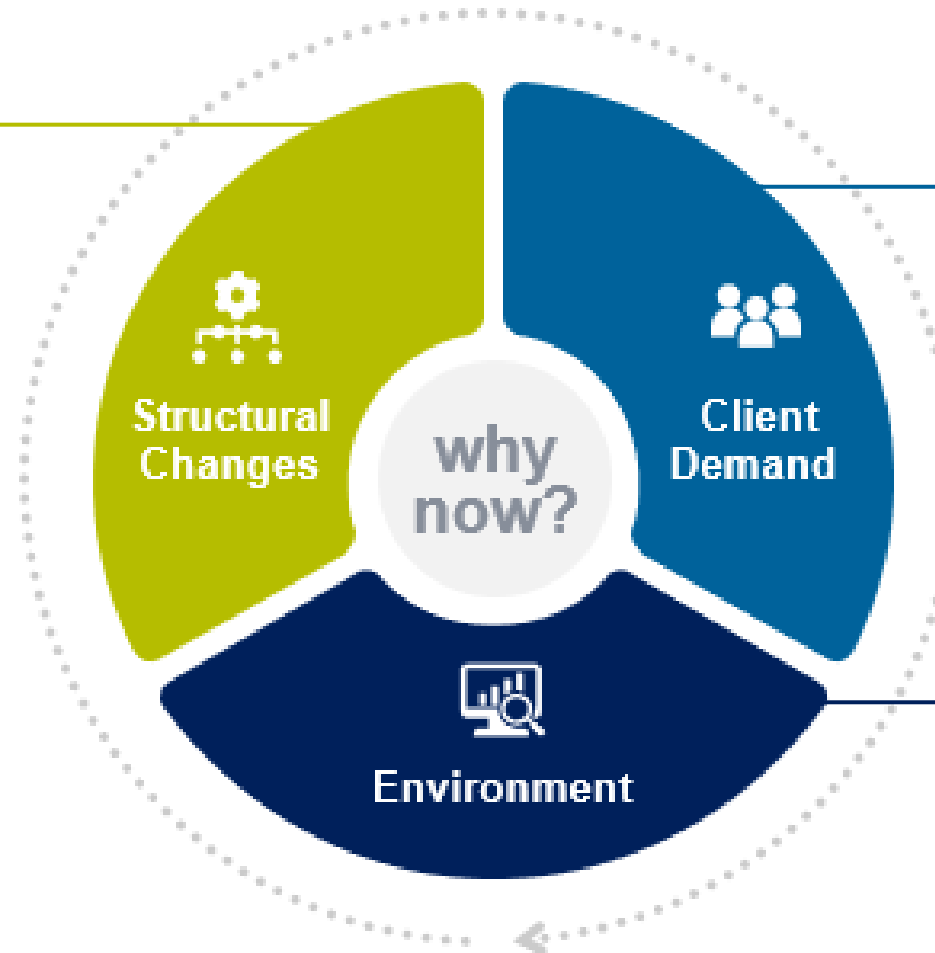 Structural
Changes
why
now?
Client
Demand
Environment